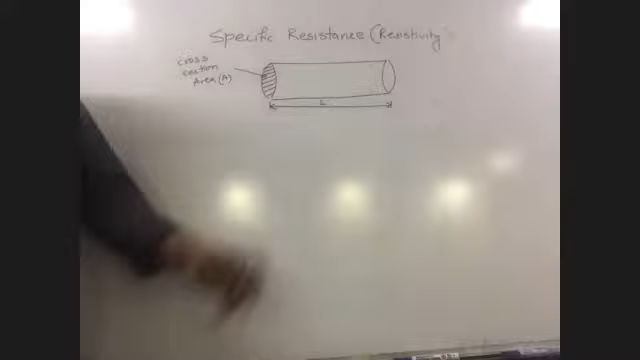 Specific Resistance (Resistivity
cross
section
Area (A)
L